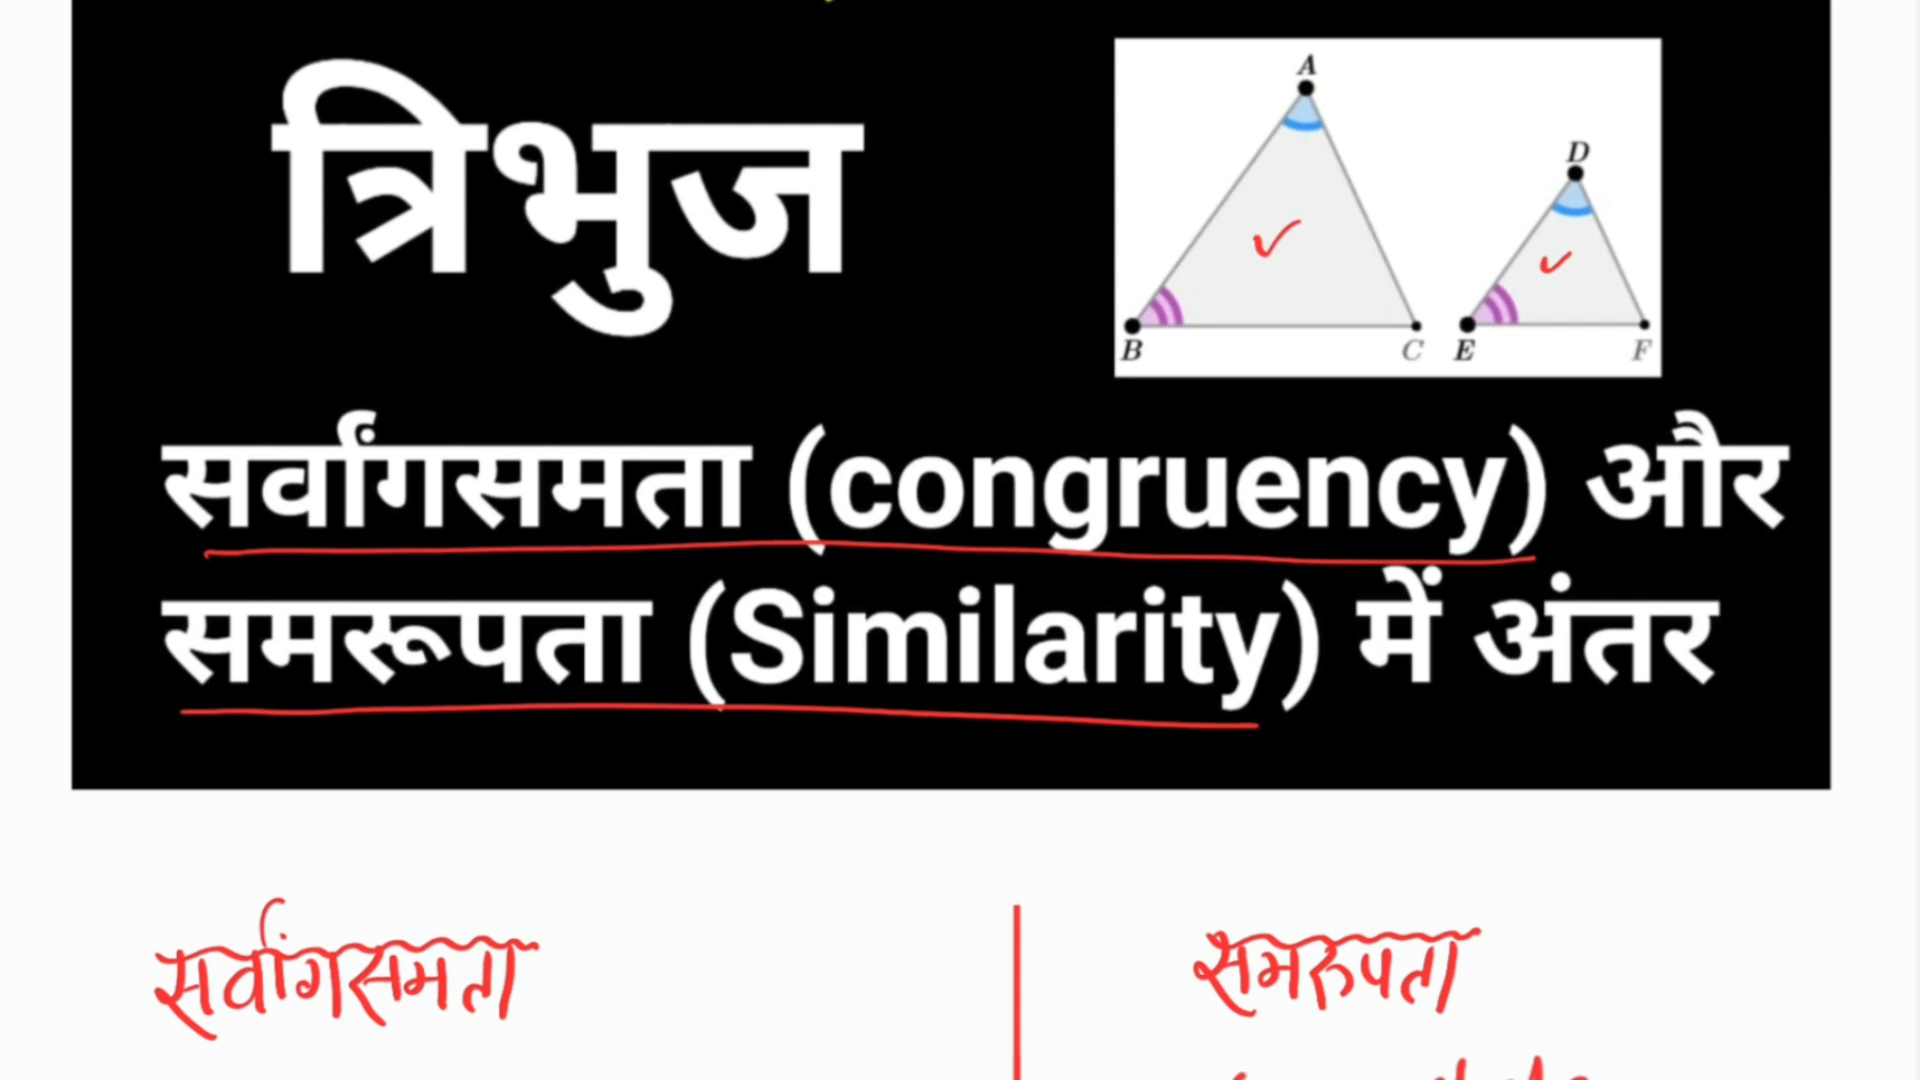 त्रिभुज
A
D
B
C
E
F
सर्वांगसमता (congruency) और
समरूपता (Similarity) में अंतर
सर्वांगसमता
समरुपता